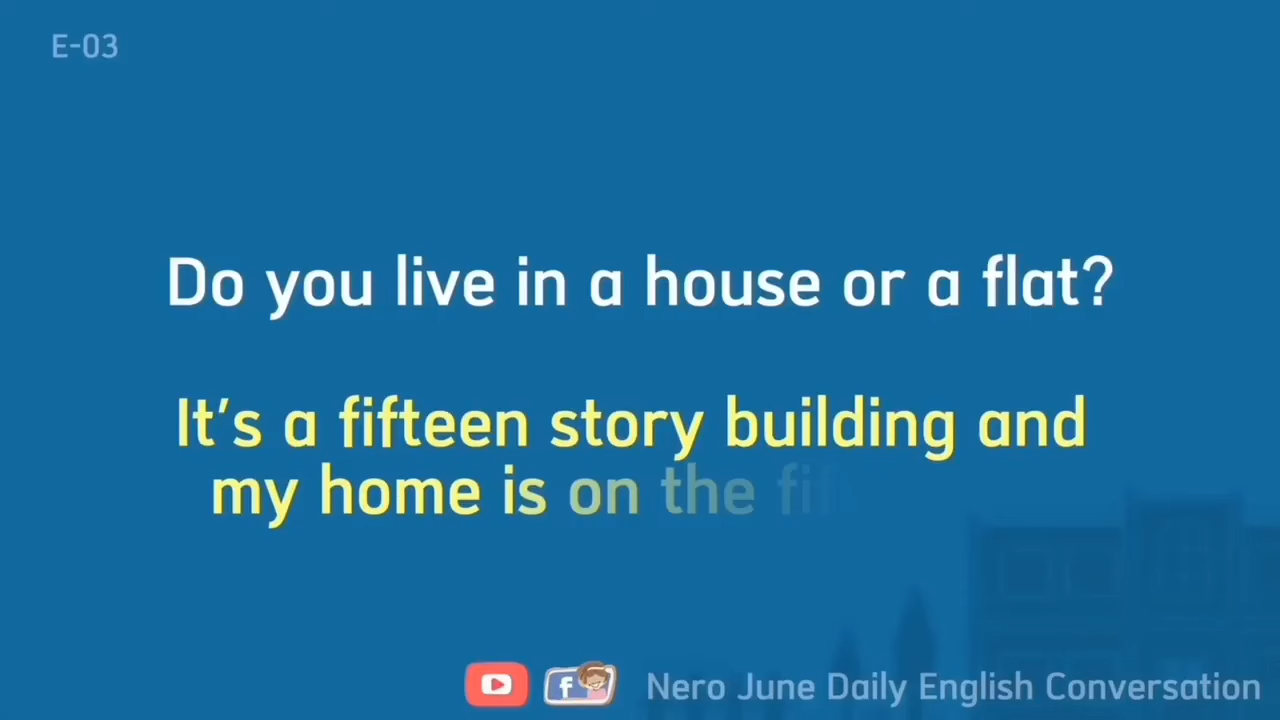 E-03
Do you live in a house or a flat?
It's a fifteen story building and
my home is on the
Nero June Daily English Conversation